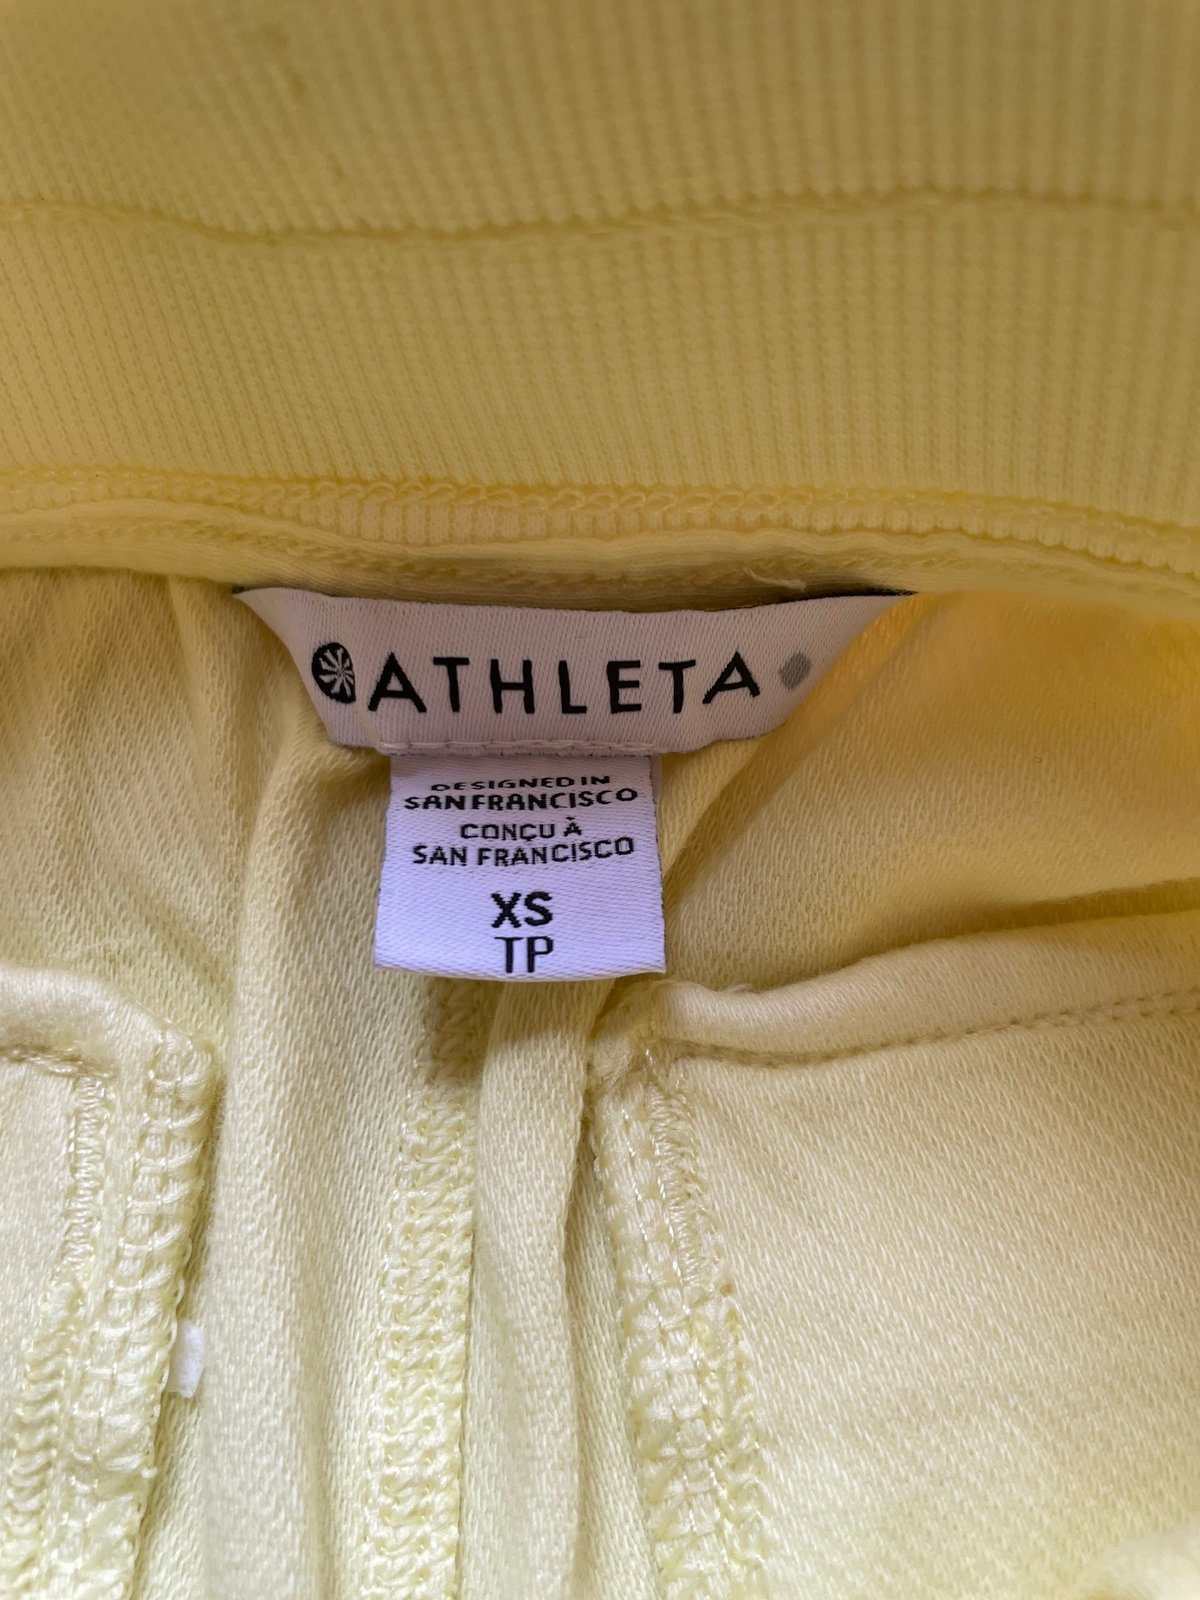 ATHLETA
DESIGNED IN
SAN FRANCISCO
CONÇU À
SAN FRANCISCO
XS
TP